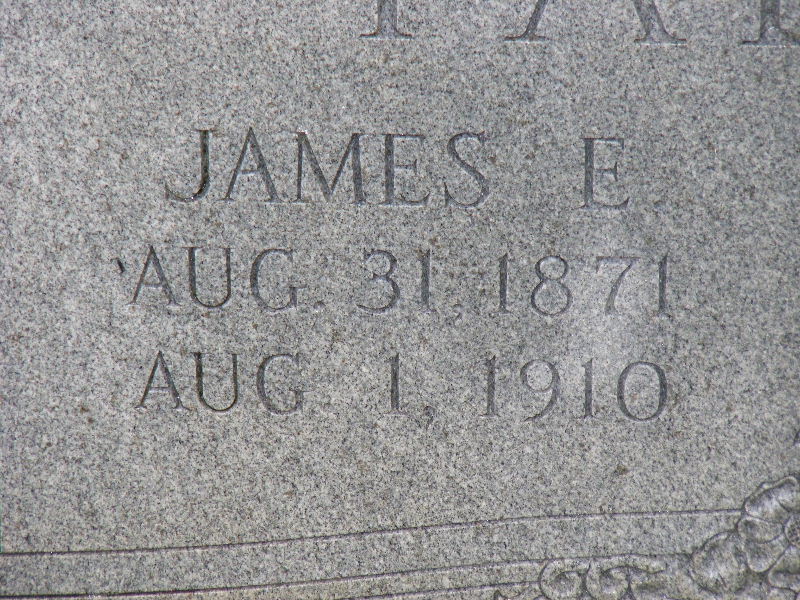 JAMES E.
AUG. 31, 1871
AUG 1, 1910